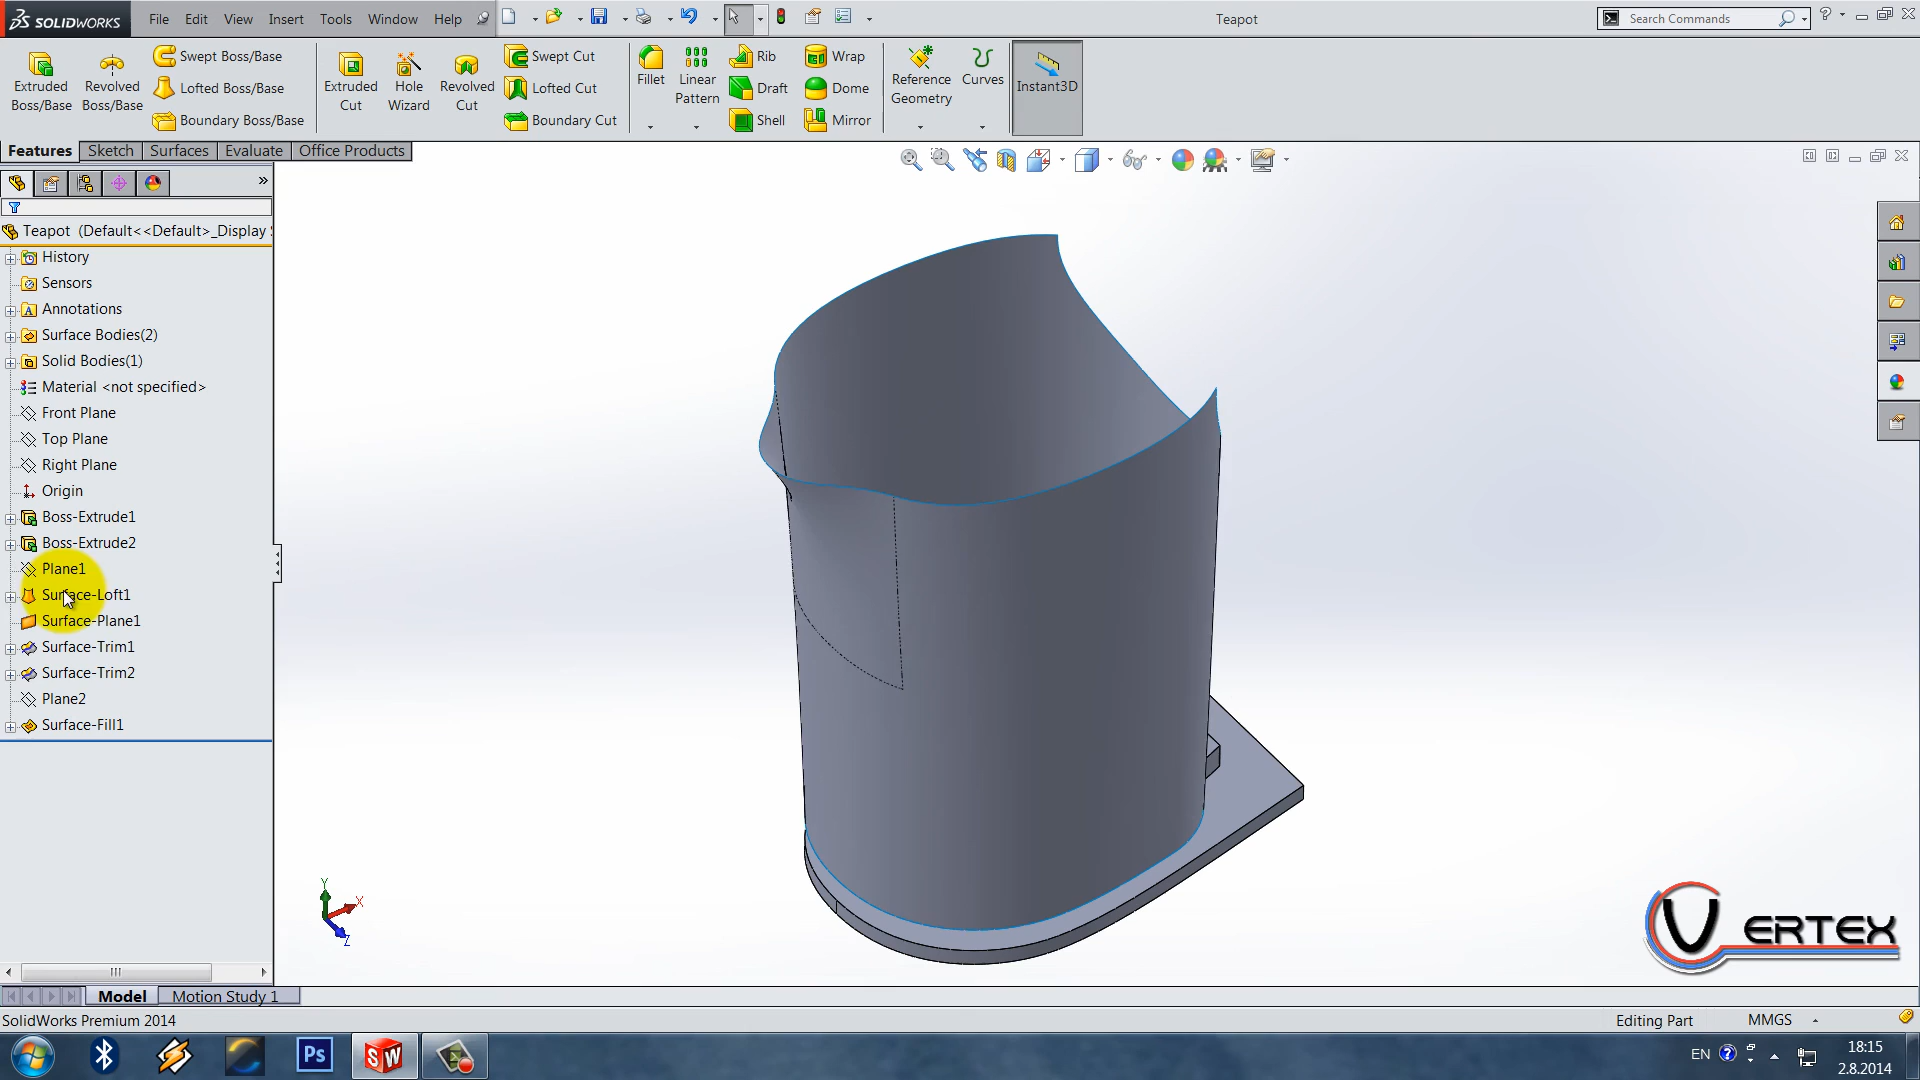 SOLIDWORKS File Edit View Insert Tools Window Help Teapot Search Commands
Extruded Boss/Base
Revolved Boss/Base
Swept Boss/Base
Lofted Boss/Base
Boundary Boss/Base
Extruded Cut
Hole Wizard
Revolved Cut
Swept Cut
Lofted Cut
Boundary Cut
Fillet
Linear Pattern
Rib
Draft
Shell
Wrap
Dome
Mirror
Reference Geometry
Curves
Instant3D
Features Sketch Surfaces Evaluate Office Products
Teapot (Default<<Default>_Display
History
Sensors
Annotations
Surface Bodies(2)
Solid Bodies(1)
Material <not specified>
Front Plane
Top Plane
Right Plane
Origin
Boss-Extrude1
Boss-Extrude2
Plane1
Surface-Loft1
Surface-Plane1
Surface-Trim1
Surface-Trim2
Plane2
Surface-Fill1
Y
X
Z
VERTEX
Model Motion Study 1
SolidWorks Premium 2014 Editing Part MMGS
Ps SW EN 18:15
2.8.2014